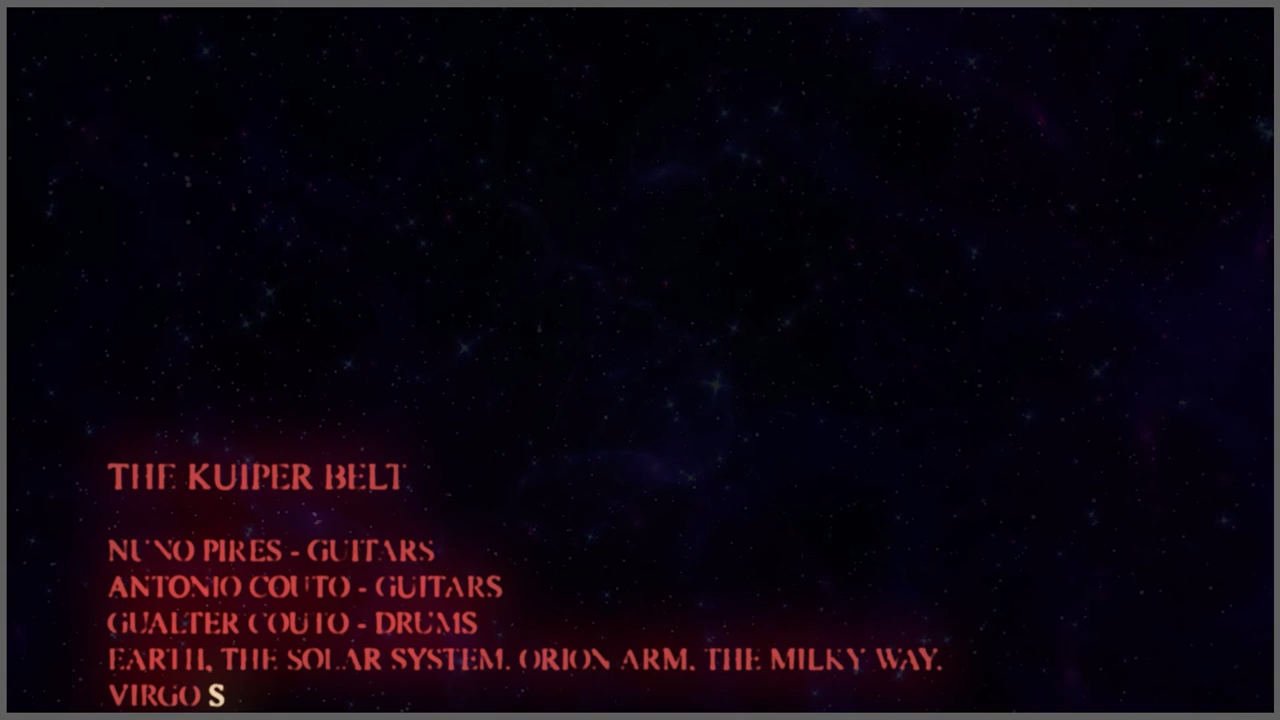 THE KUIPER BELT
NUNO PIRES - GUITARS
ANTONIO COUTO - GUITARS
GUALTER COUTO - DRUMS
EARTH, THE SOLAR SYSTEM. ORION ARM. THE MILKY WAY.
VIRGO S